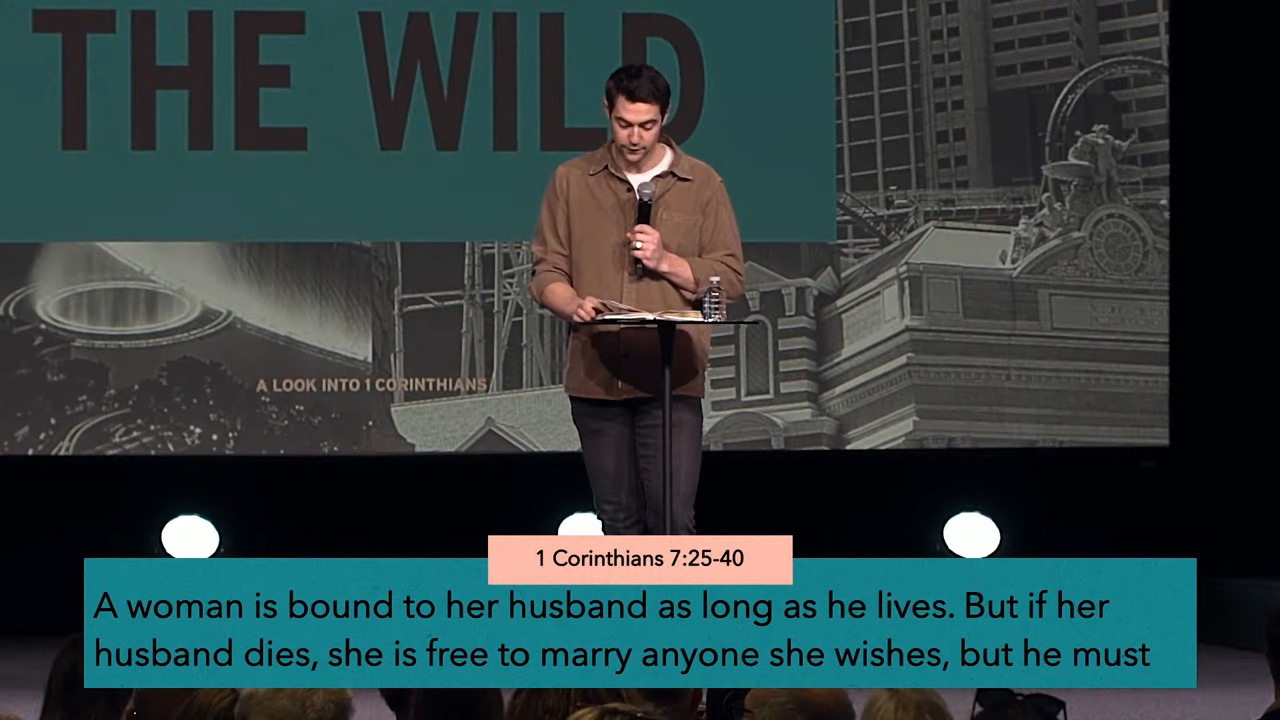 THE WILD
A LOOK INTO 1 CORINTHIANS
1 Corinthians 7:25-40
A woman is bound to her husband as long as he lives. But if her
husband dies, she is free to marry anyone she wishes, but he must